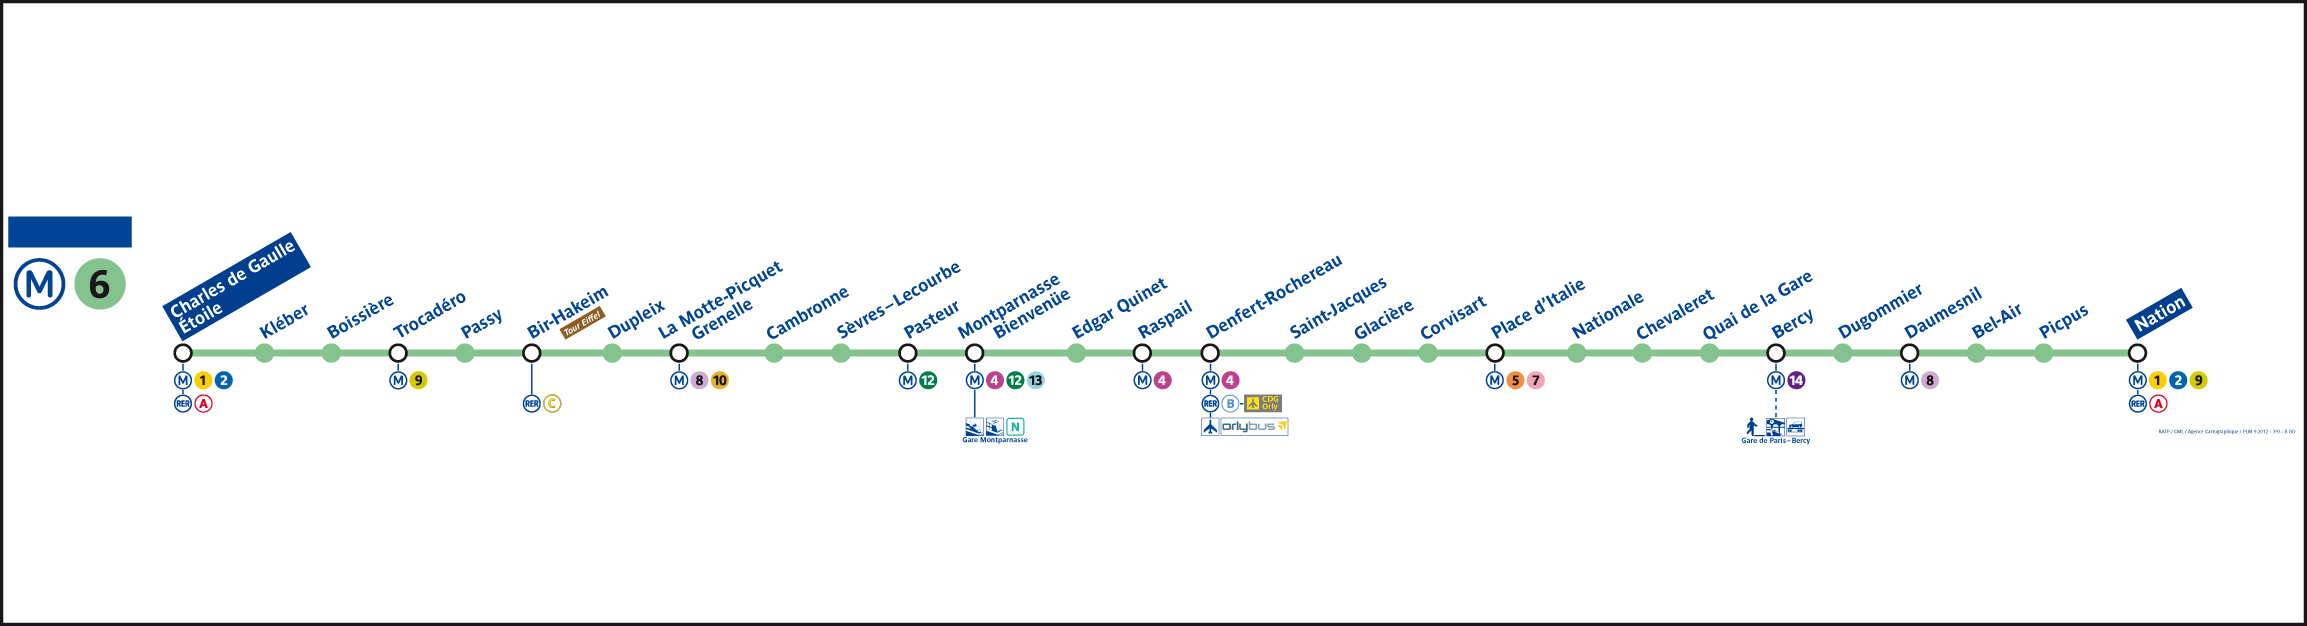 M 6
Charles de Gaulle
Étoile
Kléber
Boissière
Trocadéro
Passy
Bir-Hakeim
Tour Eiffel
Dupleix
La Motte-Picquet
Grenelle
Cambronne
Sèvres–Lecourbe
Pasteur
Montparnasse
Bienvenüe
Edgar Quinet
Raspail
Denfert-Rochereau
Saint-Jacques
Glacière
Corvisart
Place d'Italie
Nationale
Chevaleret
Quai de la Gare
Bercy
Dugommier
Daumesnil
Bel-Air
Picpus
Nation
M 1 2
RER A
M 9
RER C
M 8 10
M 12
M 4 12 13
N
Gare Montparnasse
M 4
M 4
RER B - CDG
Orly
orlybus
M 5 7
M 14
Gare de Paris–Bercy
M 8
M 1 2 9
RER A